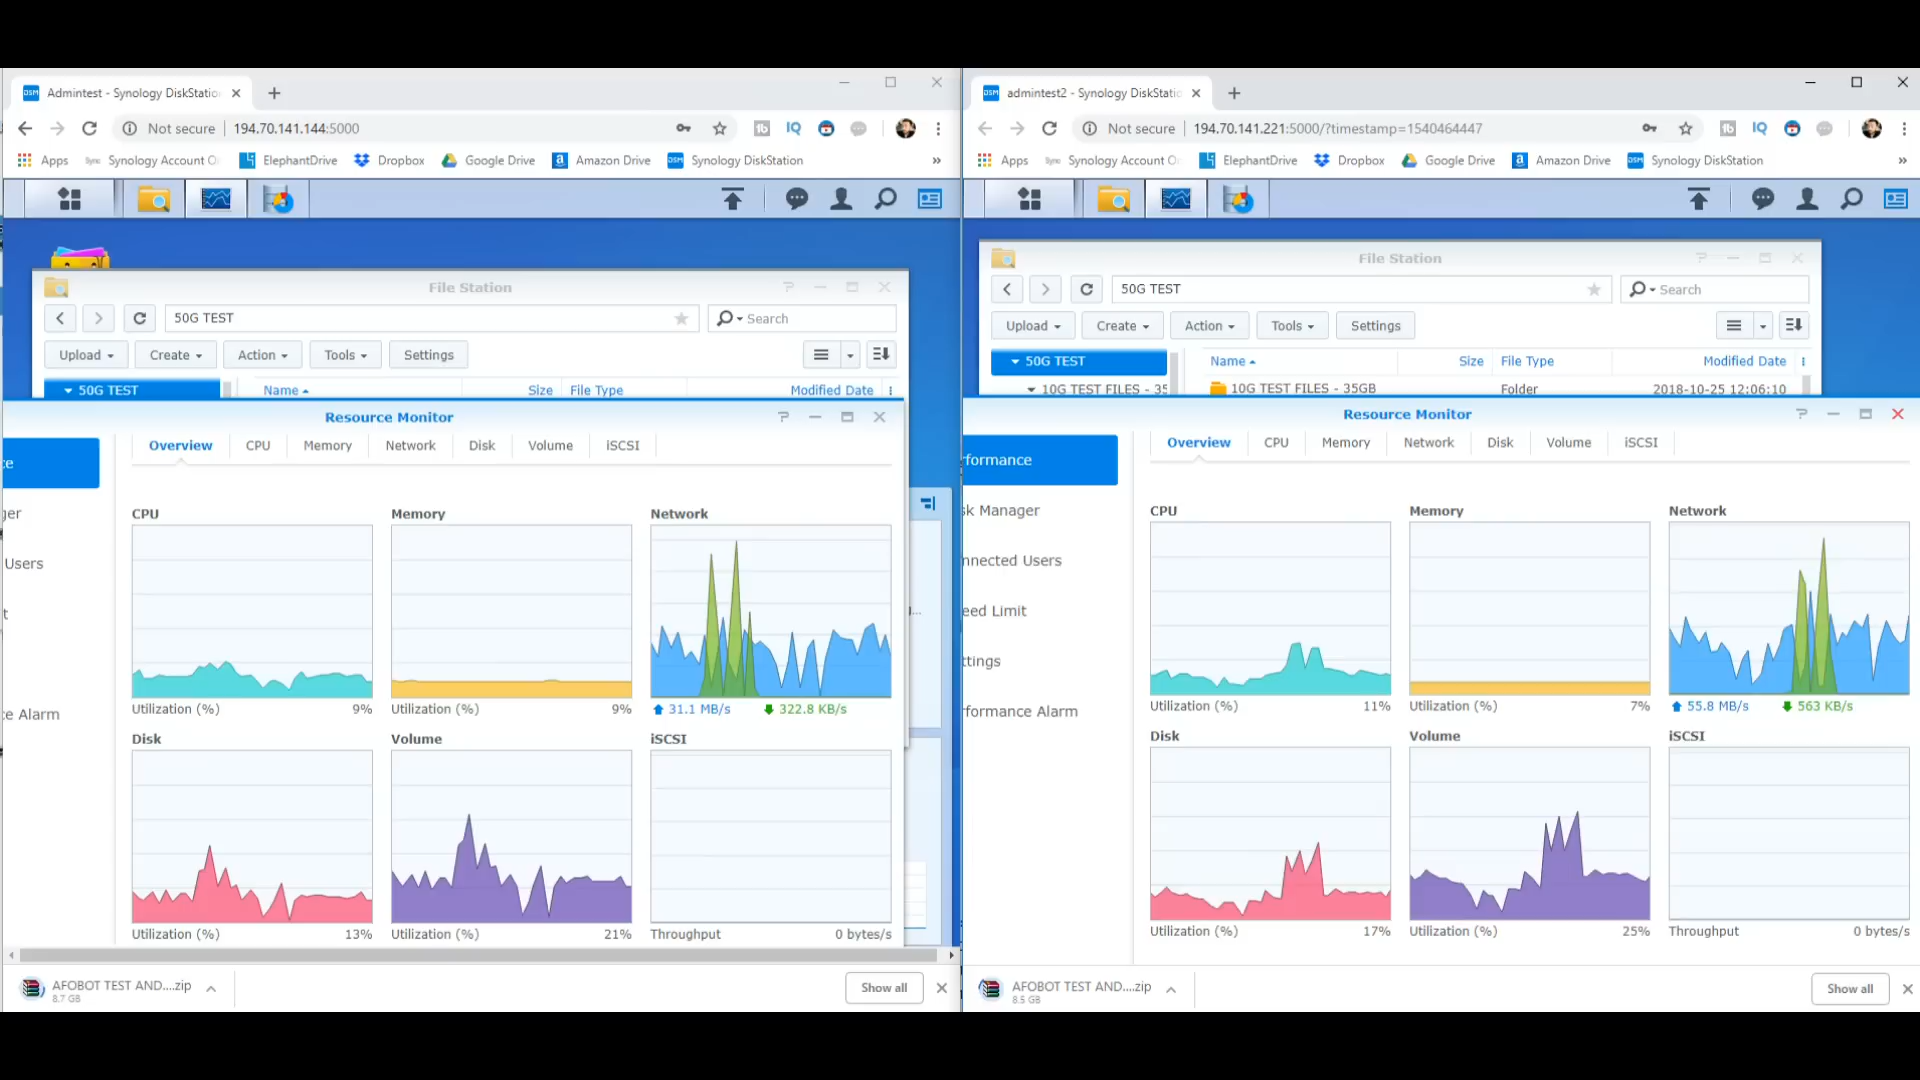 Admintest - Synology DiskStatio
Not secure 194.70.141.144:5000
Apps Synology Account O ElephantDrive Dropbox Google Drive Amazon Drive Synology DiskStation »
File Station
50G TEST Search
Upload Create Action Tools Settings
50G TEST Name Size File Type Modified Date
Resource Monitor
ce Overview CPU Memory Network Disk Volume iSCSI
ger
Users
t
ce Alarm
CPU Memory Network
Utilization (%) 9% Utilization (%) 9% 31.1 MB/s 322.8 KB/s
Disk Volume iSCSI
Utilization (%) 13% Utilization (%) 21% Throughput 0 bytes/s
AFOBOT TEST AND....zip
8.7 GB
Show all
admintest2 - Synology DiskStatio
Not secure 194.70.141.221:5000/?timestamp=1540464447
Apps Synology Account On ElephantDrive Dropbox Google Drive Amazon Drive Synology DiskStation »
File Station
50G TEST Search
Upload Create Action Tools Settings
50G TEST Name Size File Type Modified Date
10G TEST FILES - 35 10G TEST FILES - 35GB Folder 2018-10-25 12:06:10
Resource Monitor
formance Overview CPU Memory Network Disk Volume iSCSI
sk Manager
nnected Users
eed Limit
ttings
formance Alarm
CPU Memory Network
Utilization (%) 11% Utilization (%) 7% 55.8 MB/s 563 KB/s
Disk Volume iSCSI
Utilization (%) 17% Utilization (%) 25% Throughput 0 bytes/s
AFOBOT TEST AND....zip
8.5 GB
Show all